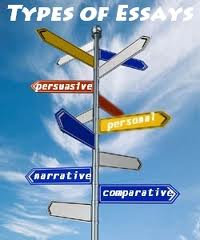 Types of Essays
persuasive
personal
narrative
comparative